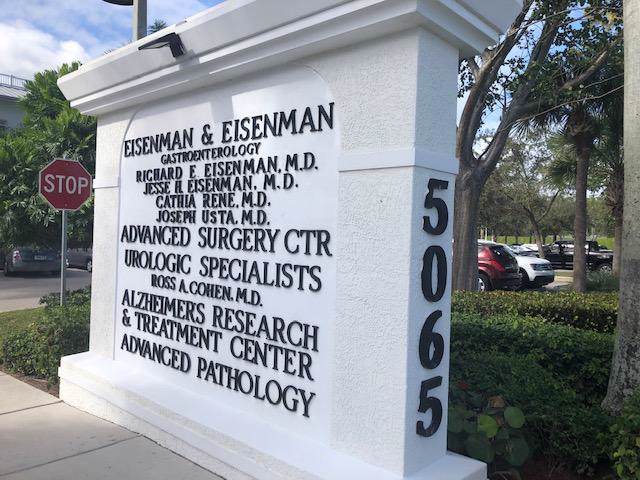 EISENMAN & EISENMAN
GASTROENTEROLOGY
RICHARD E. EISENMAN, M.D.
JESSE H. EISENMAN, M.D.
CATHIA RENE, M.D.
JOSEPH USTA, M.D.
ADVANCED SURGERY CTR
UROLOGIC SPECIALISTS
ROSS A. COHEN, M.D.
ALZHEIMERS RESEARCH
& TREATMENT CENTER
ADVANCED PATHOLOGY
5065
STOP